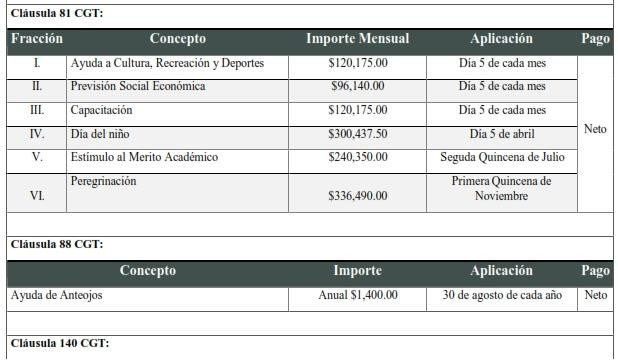 Cláusula 81 CGT:
Fracción Concepto Importe Mensual Aplicación Pago
I. Ayuda a Cultura, Recreación y Deportes $120,175.00 Día 5 de cada mes
II. Previsión Social Económica $96,140.00 Día 5 de cada mes
III. Capacitación $120,175.00 Día 5 de cada mes
IV. Día del niño $300,437.50 Día 5 de abril
Neto
V. Estímulo al Merito Académico $240,350.00 Seguda Quincena de Julio
VI. Peregrinación $336,490.00 Primera Quincena de
Noviembre
Cláusula 88 CGT:
Concepto Importe Aplicación Pago
Ayuda de Anteojos Anual $1,400.00 30 de agosto de cada año Neto
Cláusula 140 CGT: